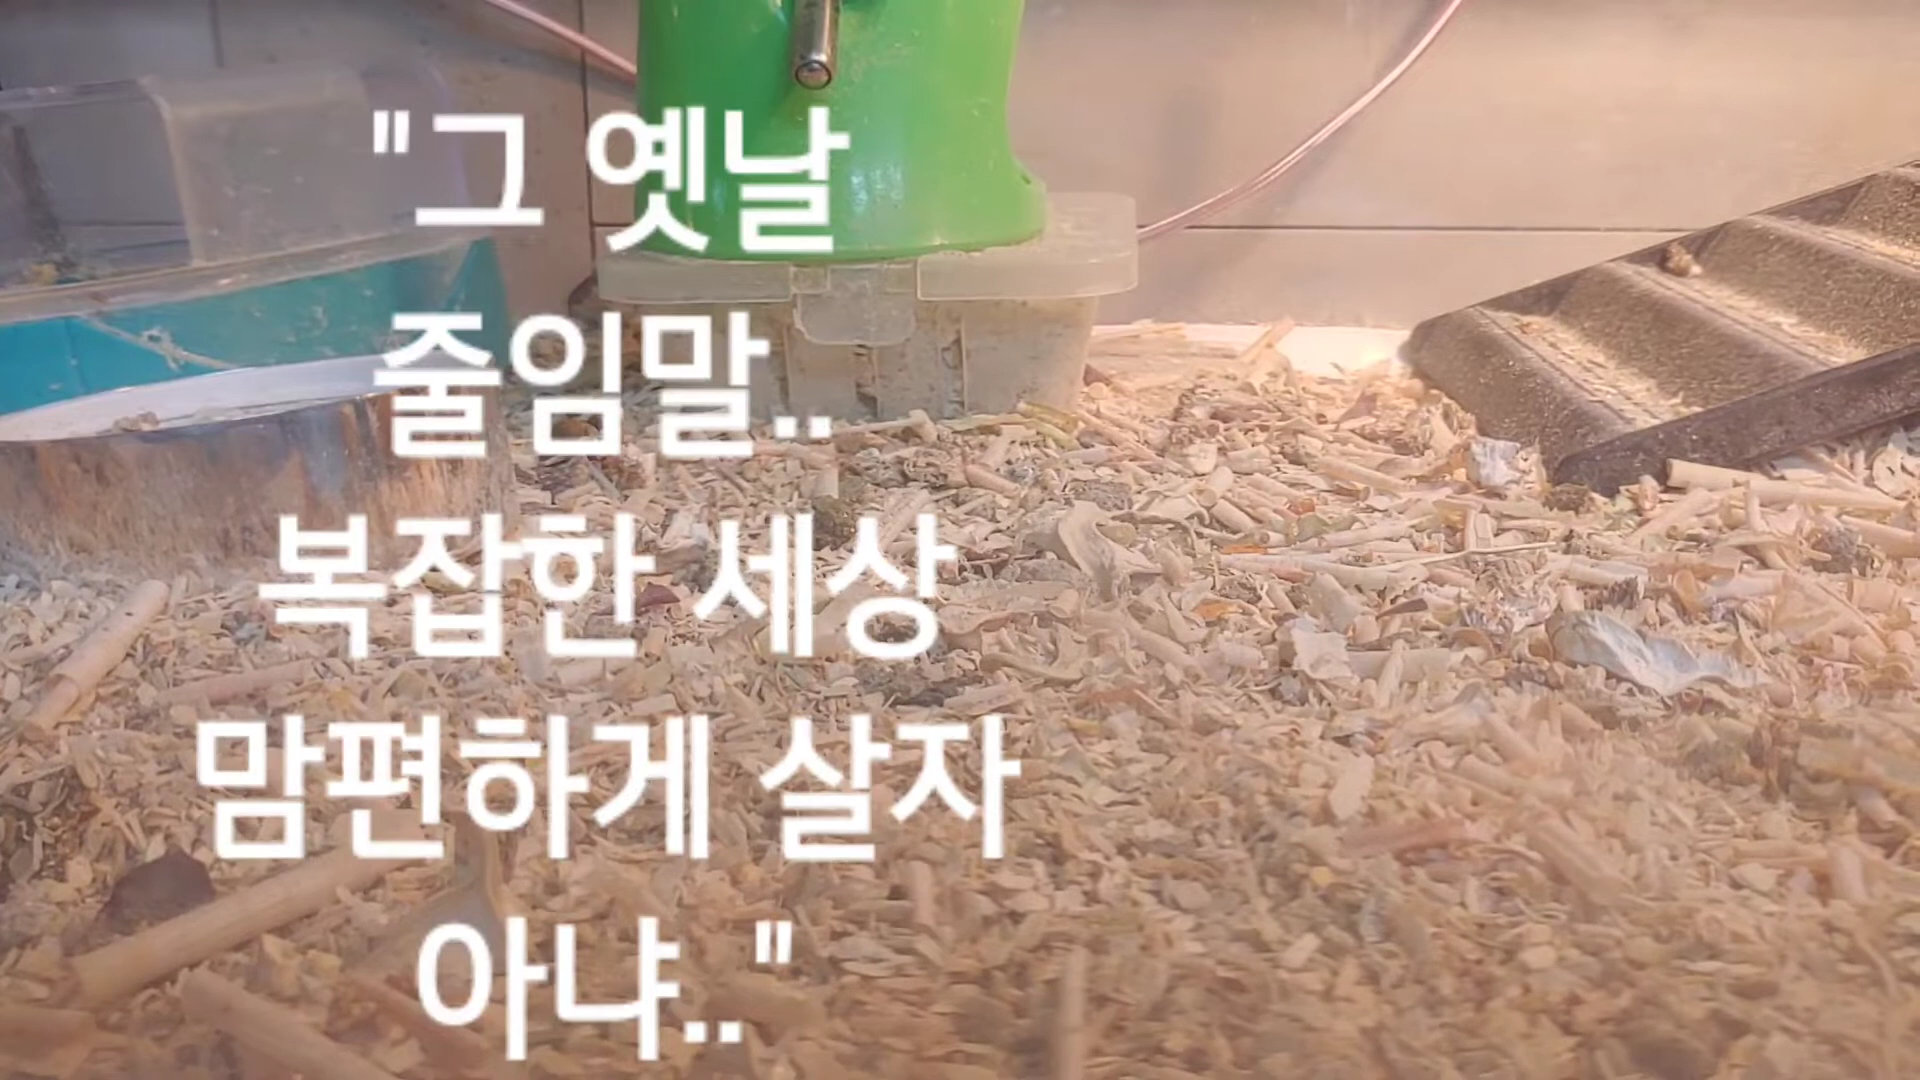 "그 옛날
줄임말..
복잡한 세상
맘편하게 살자
아냐.."